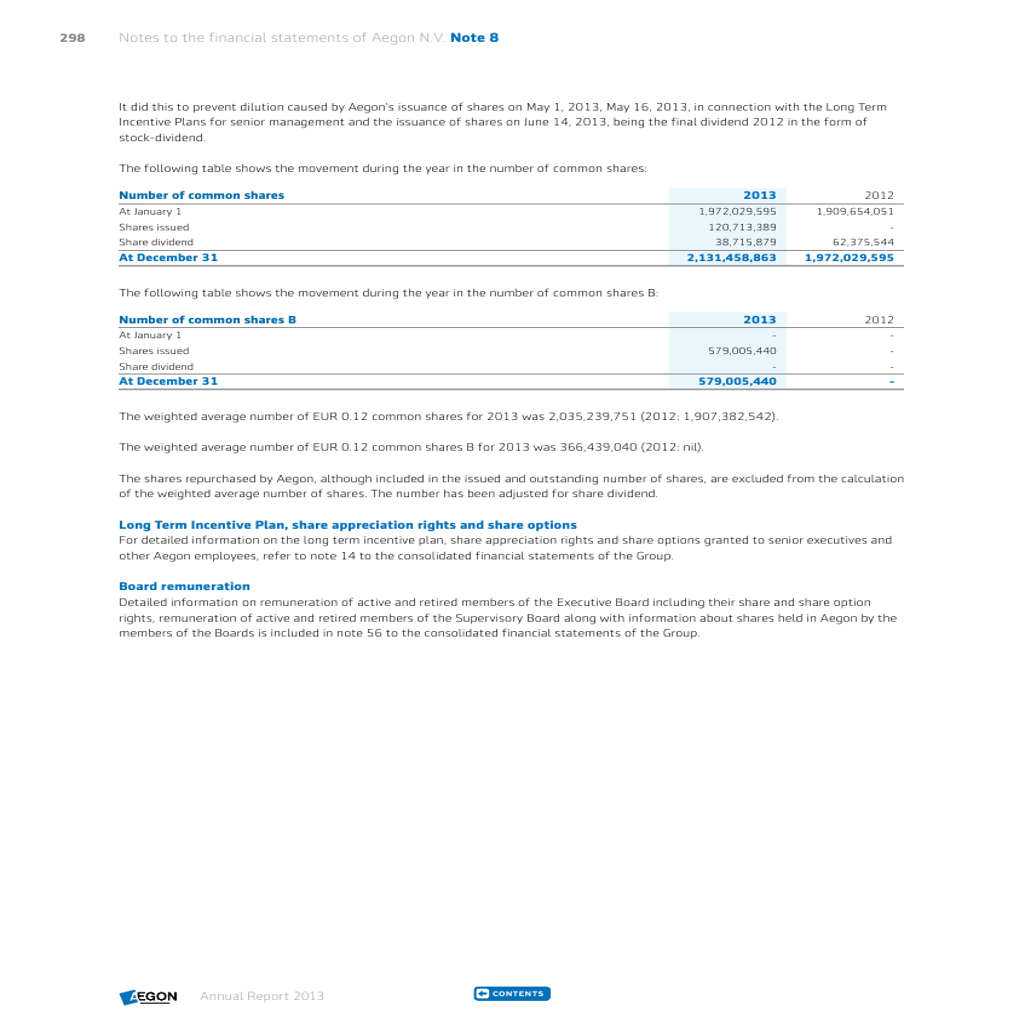 298 Notes to the financial statements of Aegon N.V. Note 8
It did this to prevent dilution caused by Aegon's issuance of shares on May 1, 2013, May 16, 2013, in connection with the Long Term
Incentive Plans for senior management and the issuance of shares on June 14, 2013, being the final dividend 2012 in the form of
stock-dividend.
The following table shows the movement during the year in the number of common shares:
Number of common shares 2013 2012
At January 1 1,972,029,595 1,909,654,051
Shares issued 120,713,389 -
Share dividend 38,715,879 62,375,544
At December 31 2,131,458,863 1,972,029,595
The following table shows the movement during the year in the number of common shares B:
Number of common shares B 2013 2012
At January 1 - -
Shares issued 579,005,440 -
Share dividend - -
At December 31 579,005,440 -
The weighted average number of EUR 0.12 common shares for 2013 was 2,035,239,751 (2012: 1,907,382,542).
The weighted average number of EUR 0.12 common shares B for 2013 was 366,439,040 (2012: nil).
The shares repurchased by Aegon, although included in the issued and outstanding number of shares, are excluded from the calculation
of the weighted average number of shares. The number has been adjusted for share dividend.
Long Term Incentive Plan, share appreciation rights and share options
For detailed information on the long term incentive plan, share appreciation rights and share options granted to senior executives and
other Aegon employees, refer to note 14 to the consolidated financial statements of the Group.
Board remuneration
Detailed information on remuneration of active and retired members of the Executive Board including their share and share option
rights, remuneration of active and retired members of the Supervisory Board along with information about shares held in Aegon by the
members of the Boards is included in note 56 to the consolidated financial statements of the Group.
AEGON Annual Report 2013 CONTENTS